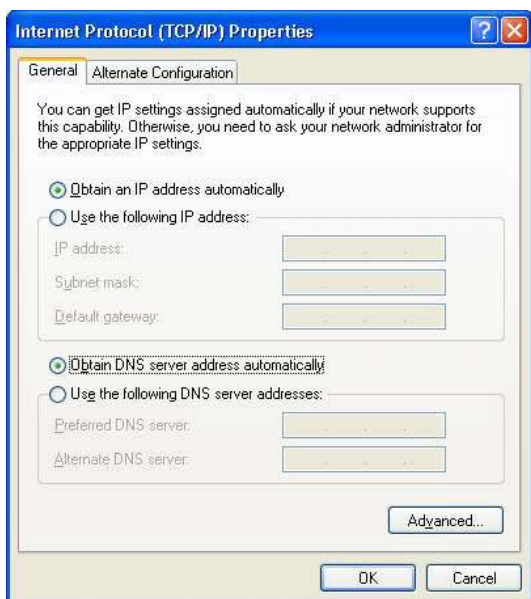 Internet Protocol (TCP/IP) Properties
General
Alternate Configuration
You can get IP settings assigned automatically if your network supports
this capability. Otherwise, you need to ask your network administrator for
the appropriate IP settings.
Obtain an IP address automatically
Use the following IP address:
IP address:
Subnet mask:
Default gateway:
Obtain DNS server address automatically
Use the following DNS server addresses:
Preferred DNS server:
Alternate DNS server:
Advanced...
OK
Cancel